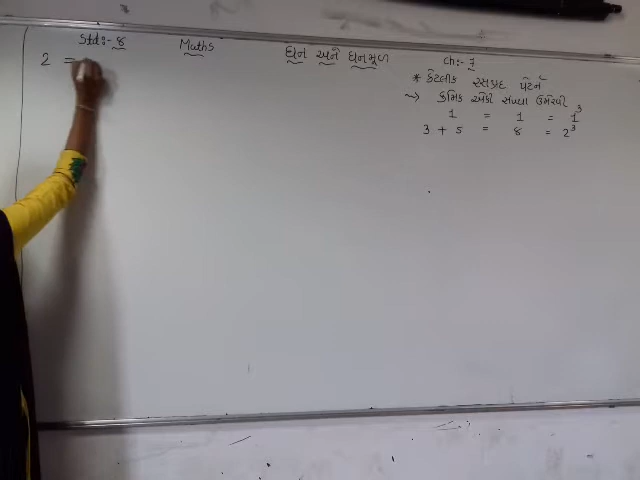 Std:- 8 Maths ઘન અને ઘનમૂળ Ch:- 7
2 =
* કેટલીક રસપ્રદ પેટર્ન
~> ક્રમિક એકી સંખ્યા ઉમેરવી
1 = 1 = 1³
3 + 5 = 8 = 2³